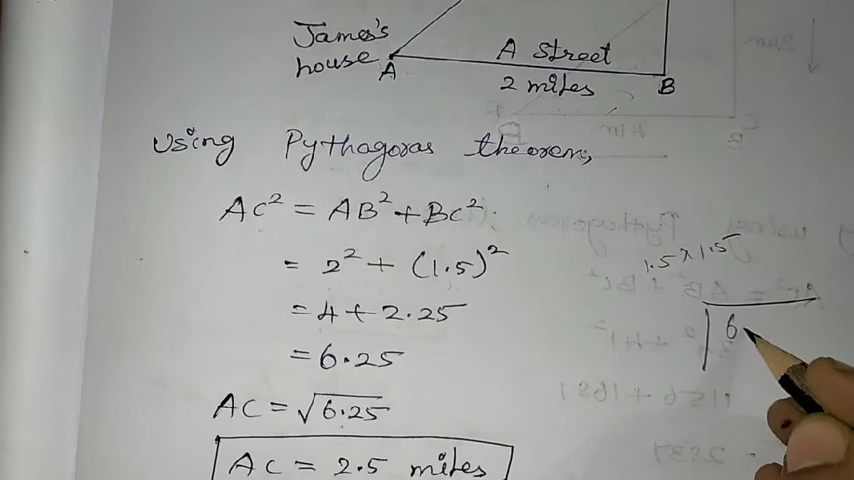 James's
house
A
A street
2 miles
B
Using Pythagoras theorem,
AC² = AB² + BC².
= 2² + (1.5)²
1.5 × 1.5
= 4 + 2.25
6
= 6.25
AC = √6.25
AC = 2.5 miles